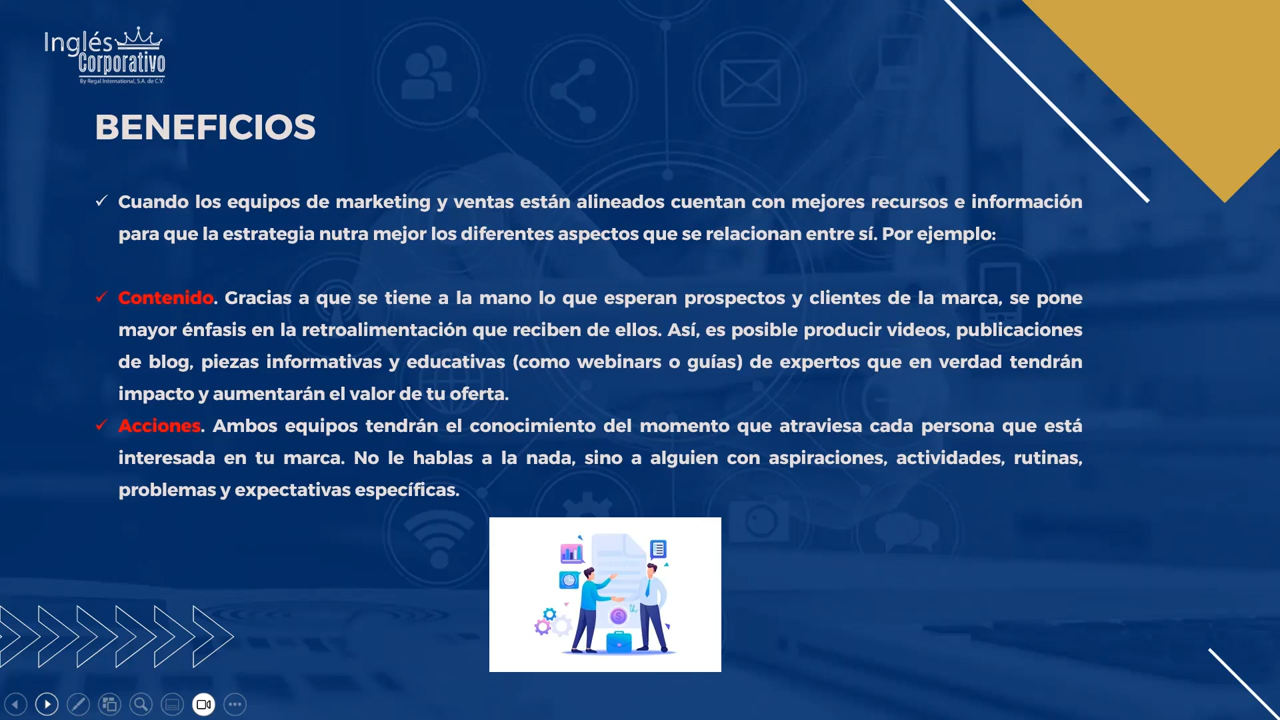 Inglés
Corporativo
By Regal International, S.A. de C.V.
BENEFICIOS
✓ Cuando los equipos de marketing y ventas están alineados cuentan con mejores recursos e información
para que la estrategia nutra mejor los diferentes aspectos que se relacionan entre sí. Por ejemplo:
✓ Contenido. Gracias a que se tiene a la mano lo que esperan prospectos y clientes de la marca, se pone
mayor énfasis en la retroalimentación que reciben de ellos. Así, es posible producir videos, publicaciones
de blog, piezas informativas y educativas (como webinars o guías) de expertos que en verdad tendrán
impacto y aumentarán el valor de tu oferta.
✓ Acciones. Ambos equipos tendrán el conocimiento del momento que atraviesa cada persona que está
interesada en tu marca. No le hablas a la nada, sino a alguien con aspiraciones, actividades, rutinas,
problemas y expectativas específicas.